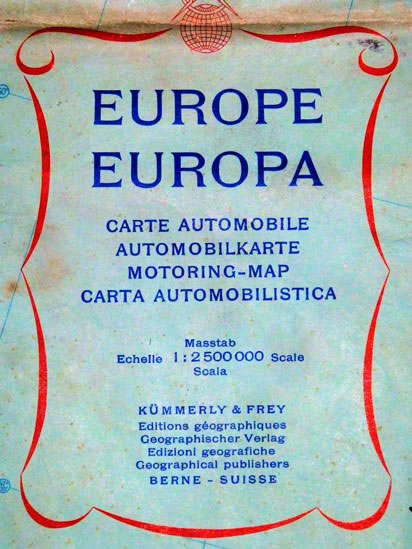 EUROPE
EUROPA
CARTE AUTOMOBILE
AUTOMOBILKARTE
MOTORING-MAP
CARTA AUTOMOBILISTICA
Masstab
Echelle 1:2500000 Scale
Scala
KÜMMERLY & FREY
Editions géographiques
Geographischer Verlag
Edizioni geografiche
Geographical publishers
BERNE - SUISSE